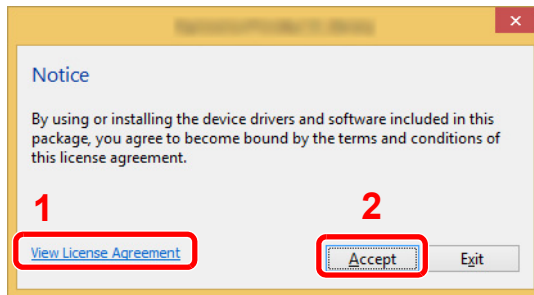 Notice
By using or installing the device drivers and software included in this
package, you agree to become bound by the terms and conditions of
this license agreement.
1
2
View License Agreement
Accept
Exit